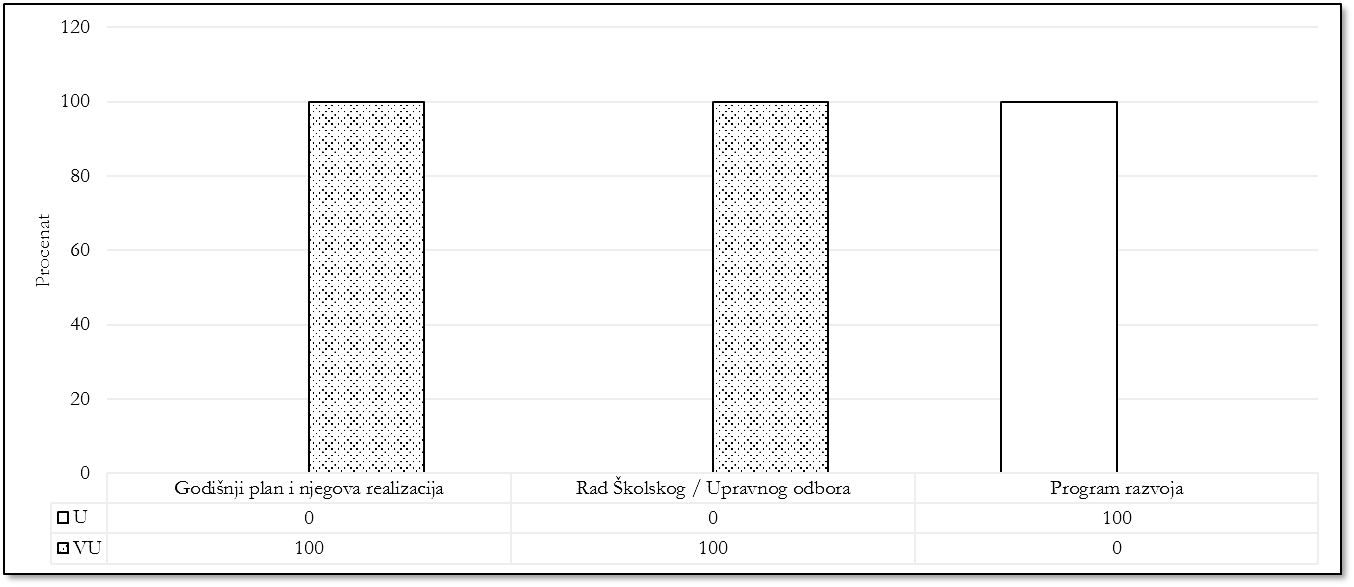 120
100
80
60
40
20
0
Procenat
Godišnji plan i njegova realizacija Rad Školskog / Upravnog odbora Program razvoja
U 0 0 100
VU 100 100 0